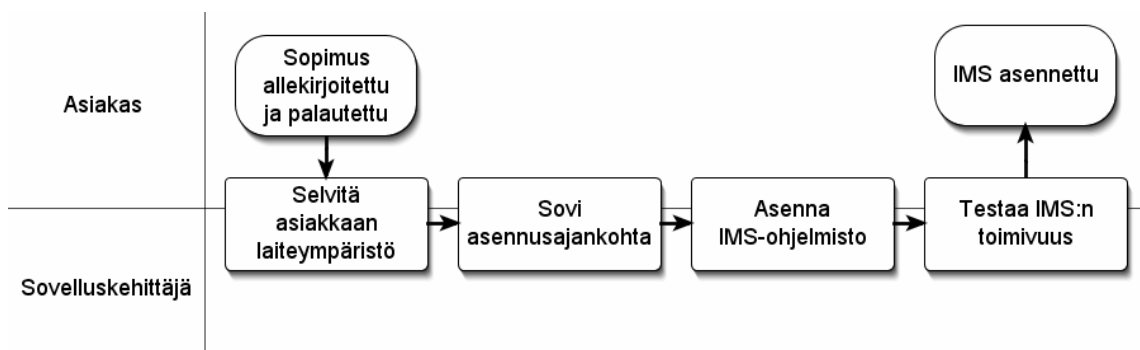 Asiakas
Sopimus
allekirjoitettu
ja palautettu
IMS asennettu
Selvitä
asiakkaan
laiteympäristö
Sovi
asennusajankohta
Asenna
IMS-ohjelmisto
Testaa IMS:n
toimivuus
Sovelluskehittäjä